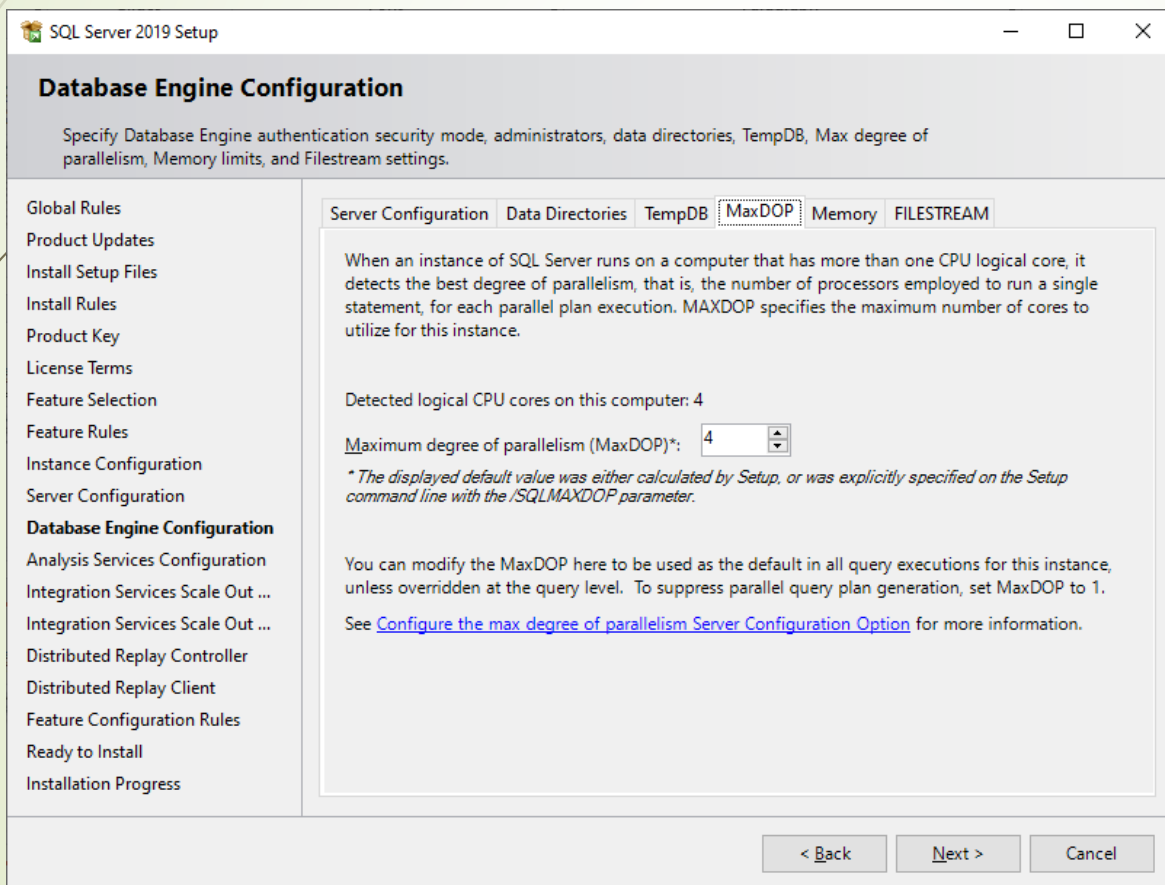 SQL Server 2019 Setup
Database Engine Configuration
Specify Database Engine authentication security mode, administrators, data directories, TempDB, Max degree of
parallelism, Memory limits, and Filestream settings.
Global Rules
Product Updates
Install Setup Files
Install Rules
Product Key
License Terms
Feature Selection
Feature Rules
Instance Configuration
Server Configuration
Database Engine Configuration
Analysis Services Configuration
Integration Services Scale Out ...
Integration Services Scale Out ...
Distributed Replay Controller
Distributed Replay Client
Feature Configuration Rules
Ready to Install
Installation Progress
Server Configuration Data Directories TempDB MaxDOP Memory FILESTREAM
When an instance of SQL Server runs on a computer that has more than one CPU logical core, it
detects the best degree of parallelism, that is, the number of processors employed to run a single
statement, for each parallel plan execution. MAXDOP specifies the maximum number of cores to
utilize for this instance.
Detected logical CPU cores on this computer: 4
Maximum degree of parallelism (MaxDOP)*: 4
* The displayed default value was either calculated by Setup, or was explicitly specified on the Setup
command line with the /SQLMAXDOP parameter.
You can modify the MaxDOP here to be used as the default in all query executions for this instance,
unless overridden at the query level. To suppress parallel query plan generation, set MaxDOP to 1.
See Configure the max degree of parallelism Server Configuration Option for more information.
< Back Next > Cancel